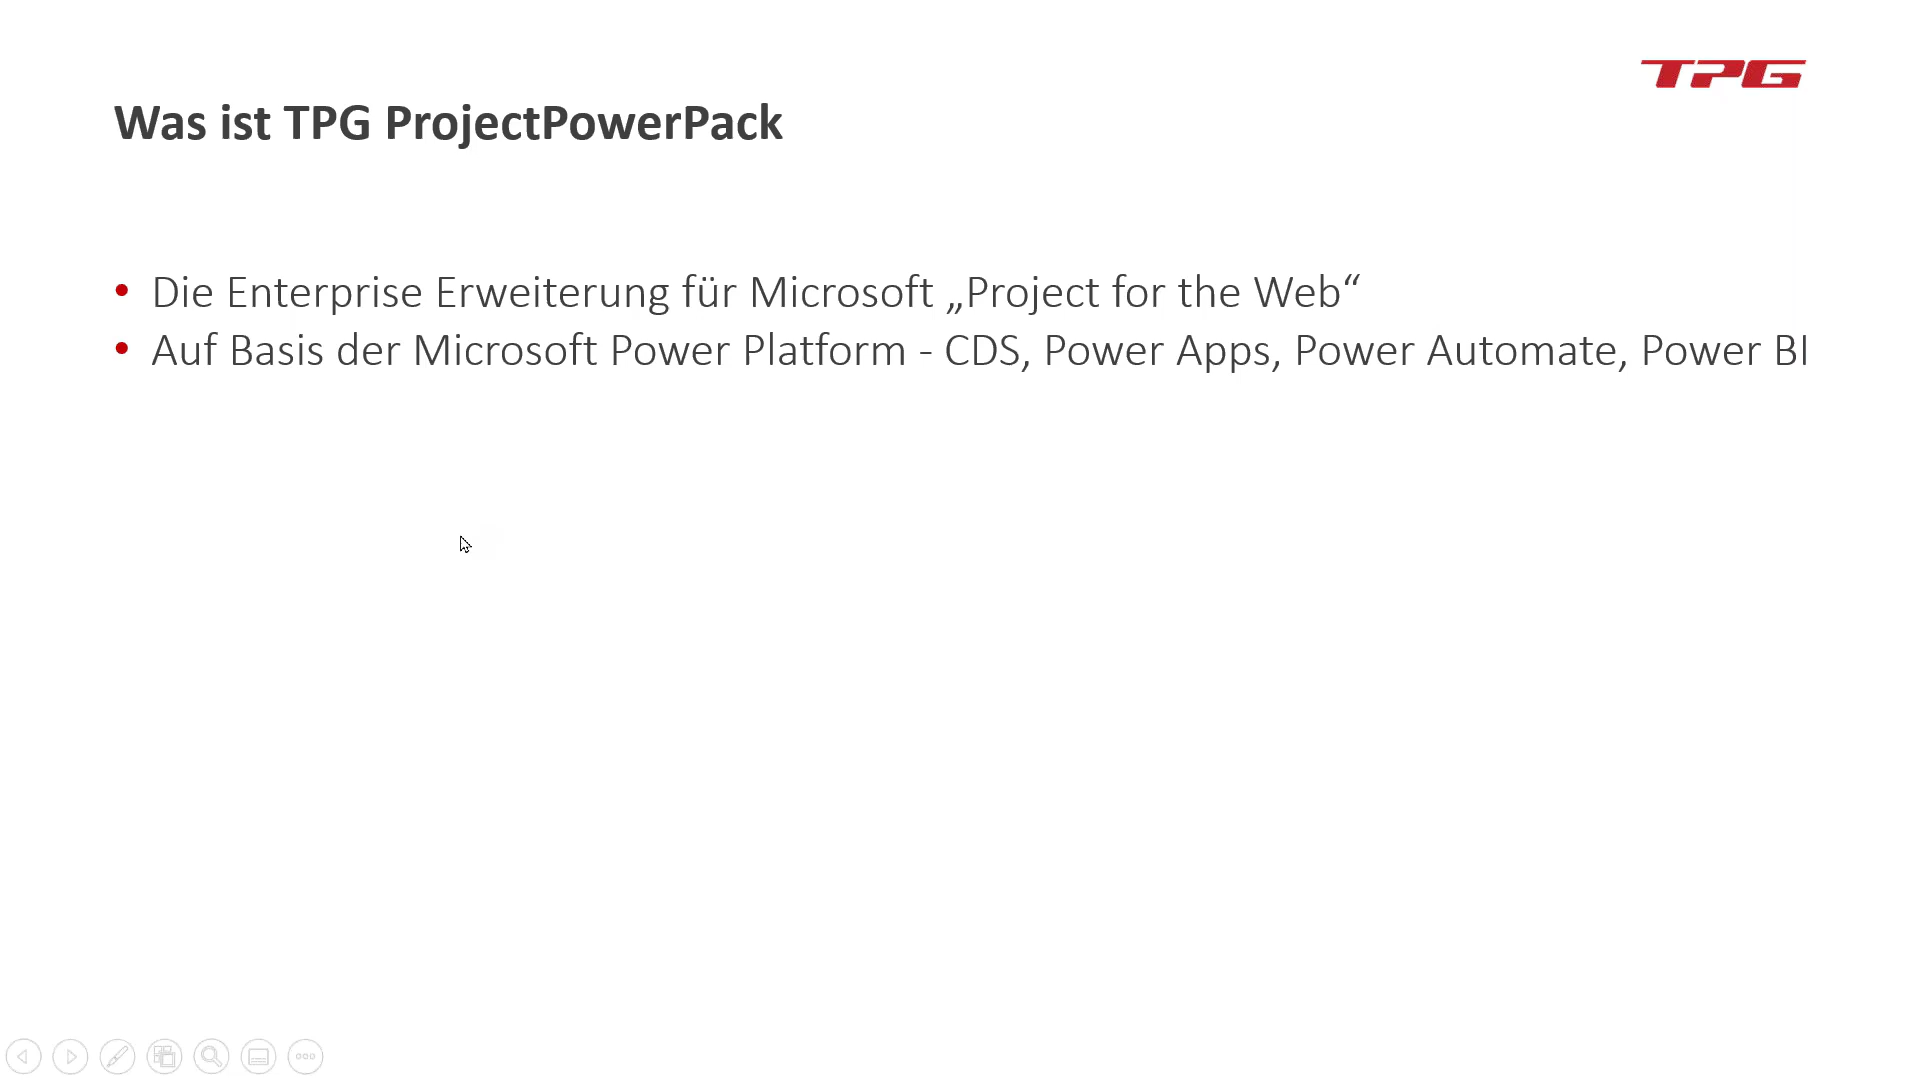 TPG
Was ist TPG ProjectPowerPack
• Die Enterprise Erweiterung für Microsoft „Project for the Web“
• Auf Basis der Microsoft Power Platform - CDS, Power Apps, Power Automate, Power BI